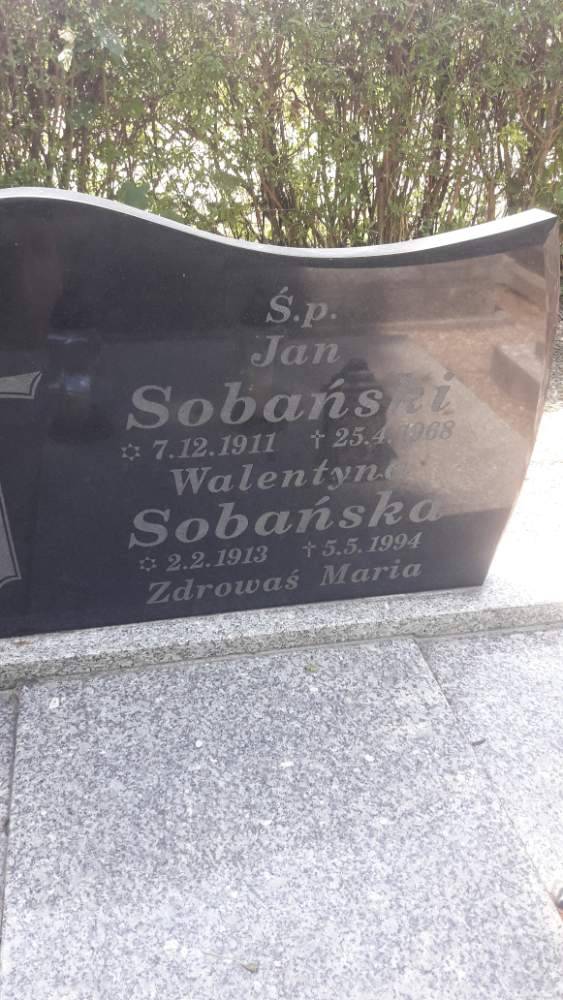 Ś.p.
Jan
Sobański
✡ 7.12.1911 † 25.4.1968
Walentyna
Sobańska
✡ 2.2.1913 † 5.5.1994
Zdrowaś Maria